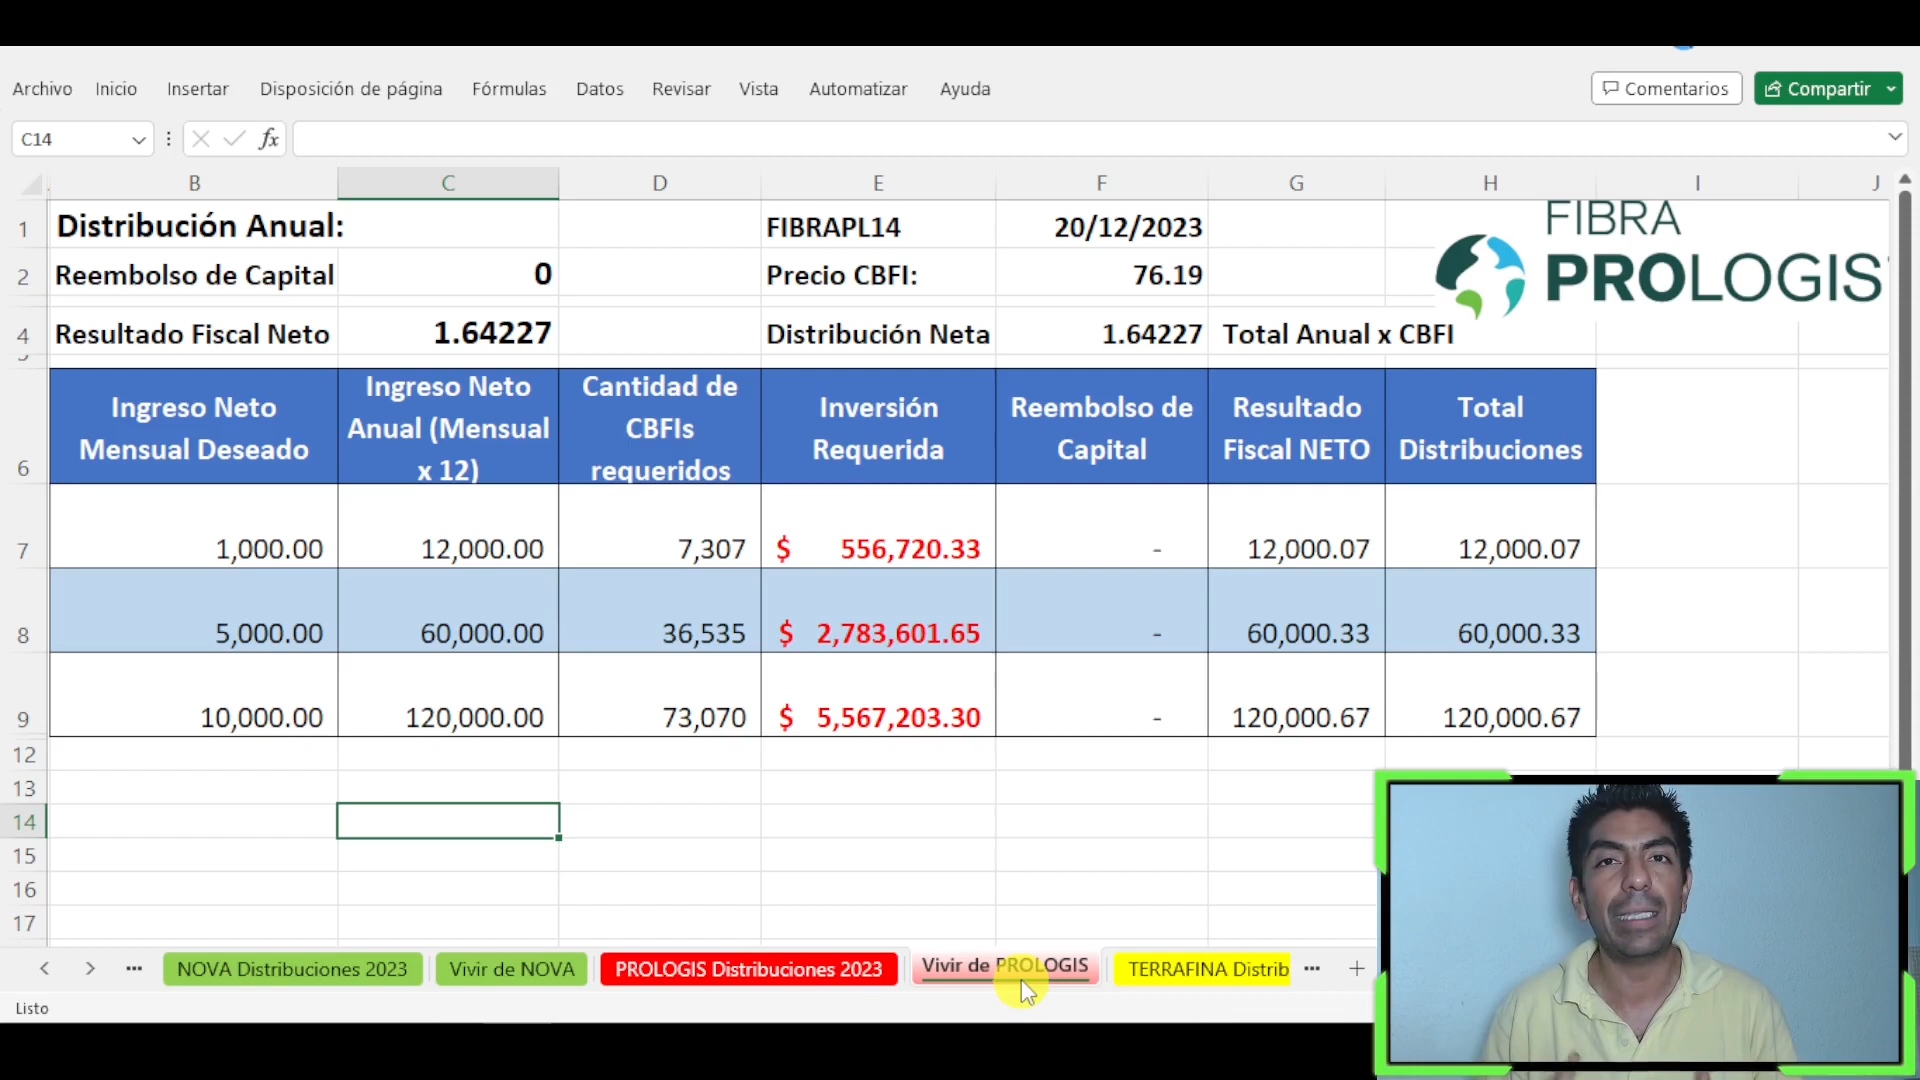 Archivo Inicio Insertar Disposición de página Fórmulas Datos Revisar Vista Automatizar Ayuda Comentarios Compartir
C14 fx
B C D E F G H I J
1 Distribución Anual: FIBRAPL14 20/12/2023
2 Reembolso de Capital 0 Precio CBFI: 76.19
FIBRA
PROLOGIS
4 Resultado Fiscal Neto 1.64227 Distribución Neta 1.64227 Total Anual x CBFI
6 Ingreso Neto Mensual Deseado Ingreso Neto Anual (Mensual x 12) Cantidad de CBFIs requeridos Inversión Requerida Reembolso de Capital Resultado Fiscal NETO Total Distribuciones
7 1,000.00 12,000.00 7,307 $ 556,720.33 - 12,000.07 12,000.07
8 5,000.00 60,000.00 36,535 $ 2,783,601.65 - 60,000.33 60,000.33
9 10,000.00 120,000.00 73,070 $ 5,567,203.30 - 120,000.67 120,000.67
12
13
14
15
16
17
NOVA Distribuciones 2023 Vivir de NOVA PROLOGIS Distribuciones 2023 Vivir de PROLOGIS TERRAFINA Distrib
Listo